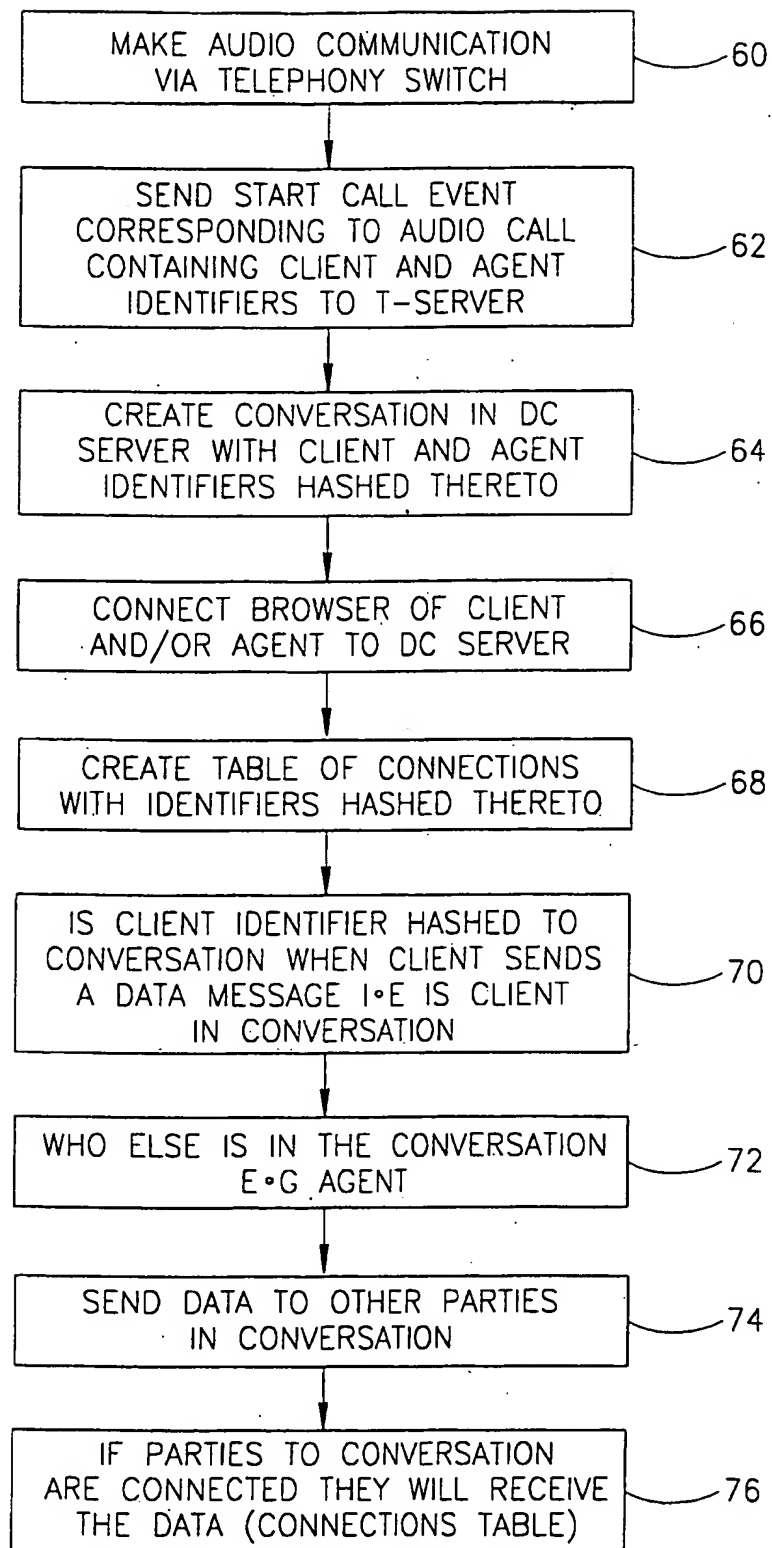 MAKE AUDIO COMMUNICATION
VIA TELEPHONY SWITCH
60
SEND START CALL EVENT
CORRESPONDING TO AUDIO CALL
CONTAINING CLIENT AND AGENT
IDENTIFIERS TO T-SERVER
62
CREATE CONVERSATION IN DC
SERVER WITH CLIENT AND AGENT
IDENTIFIERS HASHED THERETO
64
CONNECT BROWSER OF CLIENT
AND/OR AGENT TO DC SERVER
66
CREATE TABLE OF CONNECTIONS
WITH IDENTIFIERS HASHED THERETO
68
IS CLIENT IDENTIFIER HASHED TO
CONVERSATION WHEN CLIENT SENDS
A DATA MESSAGE I•E IS CLIENT
IN CONVERSATION
70
WHO ELSE IS IN THE CONVERSATION
E•G AGENT
72
SEND DATA TO OTHER PARTIES
IN CONVERSATION
74
IF PARTIES TO CONVERSATION
ARE CONNECTED THEY WILL RECEIVE
THE DATA (CONNECTIONS TABLE)
76